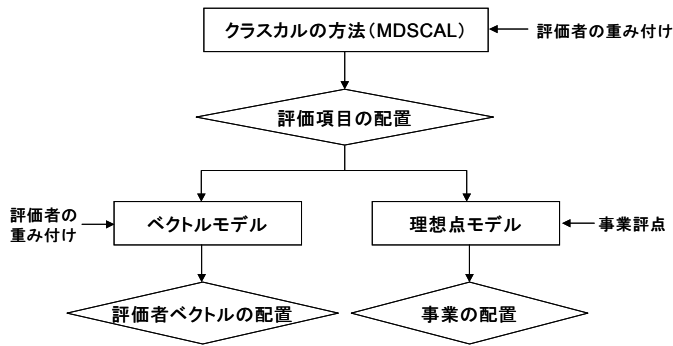 クラスカルの方法(MDSCAL)
評価者の重み付け
評価項目の配置
評価者の
重み付け
ベクトルモデル
理想点モデル
事業評点
評価者ベクトルの配置
事業の配置